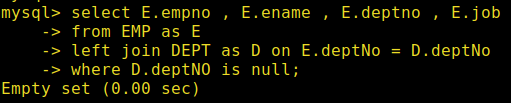 mysql> select E.empno , E.ename , E.deptno , E.job
    -> from EMP as E
    -> left join DEPT as D on E.deptNo = D.deptNo
    -> where D.deptNO is null;
Empty set (0.00 sec)